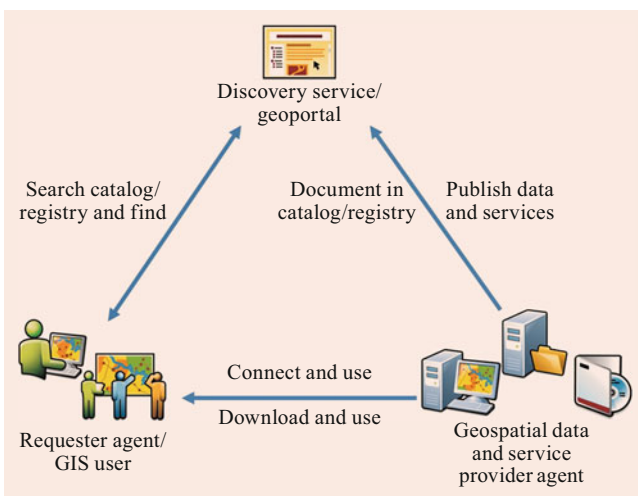 Discovery service/
geoportal
Search catalog/
registry and find
Document in
catalog/registry
Publish data
and services
Connect and use
Download and use
Requester agent/
GIS user
Geospatial data
and service
provider agent